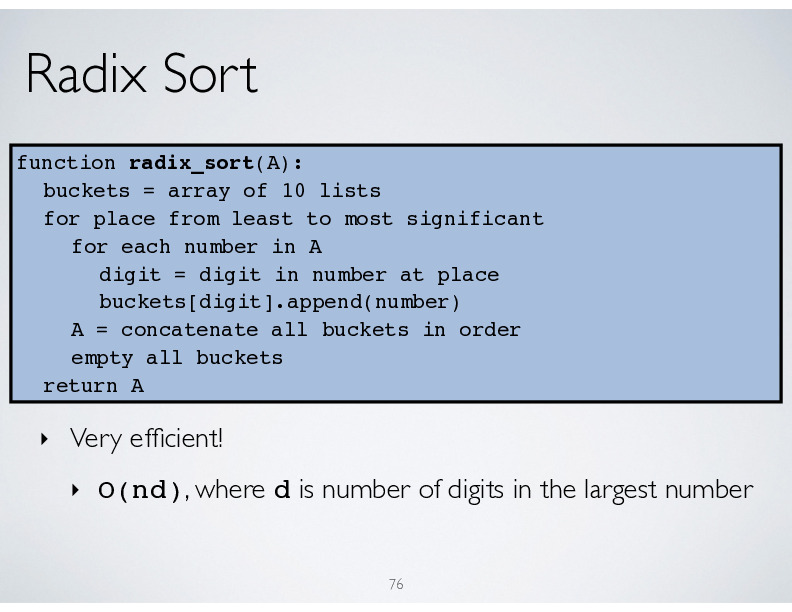 Radix Sort
function radix_sort(A):
buckets = array of 10 lists
for place from least to most significant
for each number in A
digit = digit in number at place
buckets[digit].append(number)
A = concatenate all buckets in order
empty all buckets
return A
‣ Very efficient!
‣ O(nd), where d is number of digits in the largest number
76